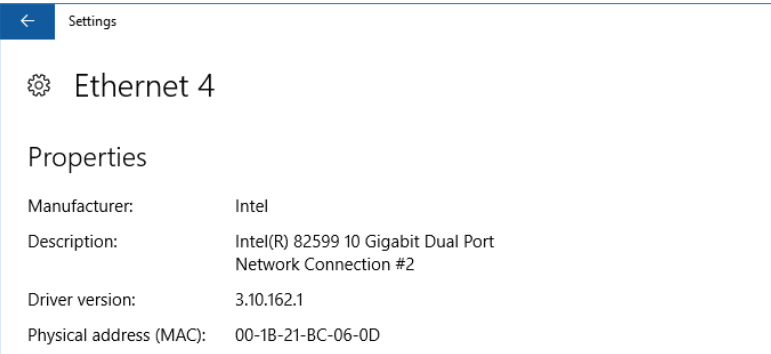 Settings
Ethernet 4
Properties
Manufacturer: Intel
Description: Intel(R) 82599 10 Gigabit Dual Port
Network Connection #2
Driver version: 3.10.162.1
Physical address (MAC): 00-1B-21-BC-06-0D